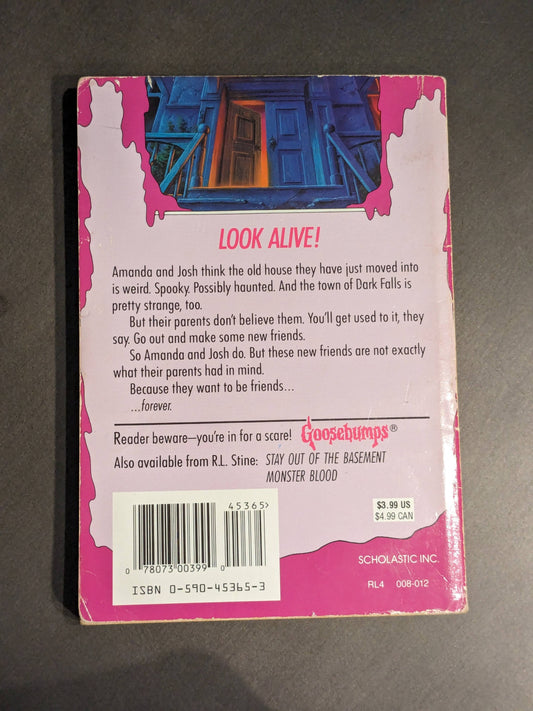 LOOK ALIVE!
Amanda and Josh think the old house they have just moved into
is weird. Spooky. Possibly haunted. And the town of Dark Falls is
pretty strange, too.
But their parents don't believe them. You'll get used to it, they
say. Go out and make some new friends.
So Amanda and Josh do. But these new friends are not exactly
what their parents had in mind.
Because they want to be friends...
...forever.
Reader beware—you're in for a scare! Goosebumps®
Also available from R.L. Stine: STAY OUT OF THE BASEMENT
MONSTER BLOOD
45365>
$3.99 US
$4.99 CAN
0 78073 00399 0
ISBN 0-590-45365-3
SCHOLASTIC INC.
RL4 008-012